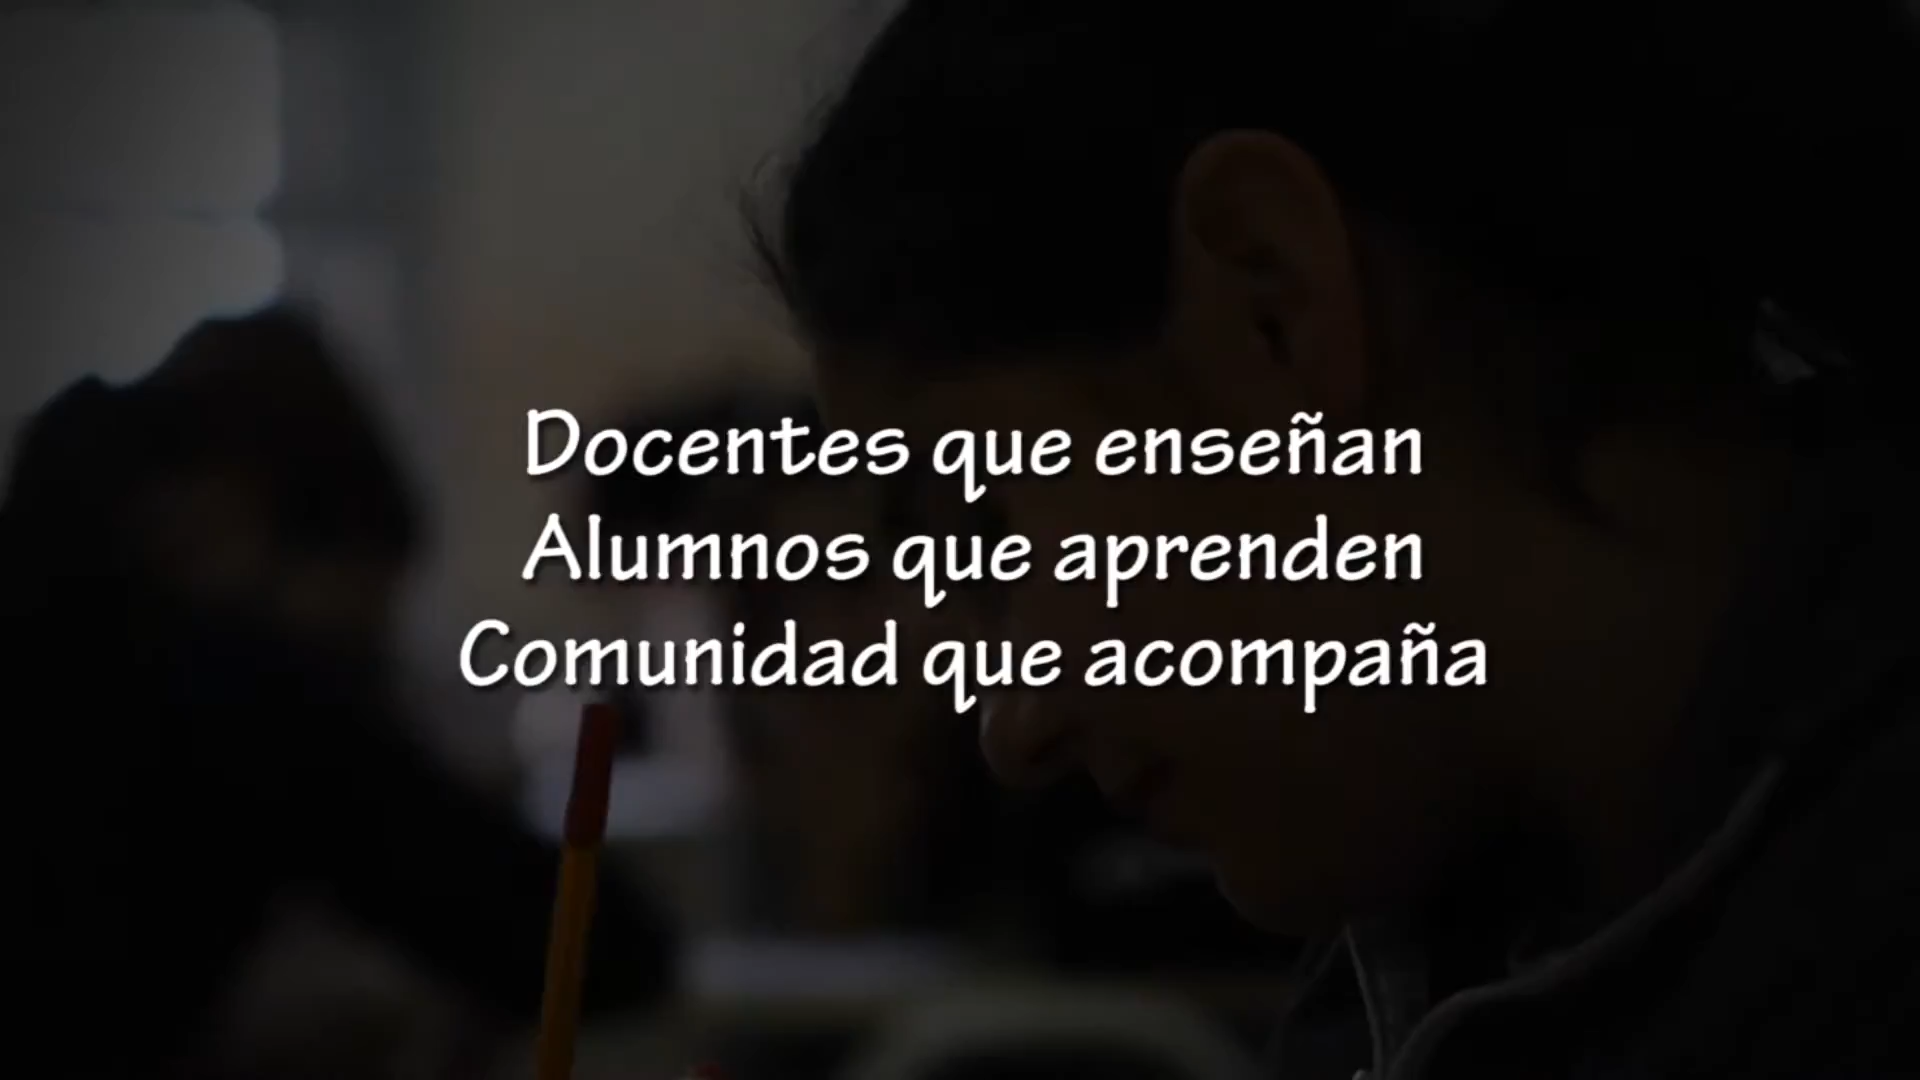 Docentes que enseñan
Alumnos que aprenden
Comunidad que acompaña